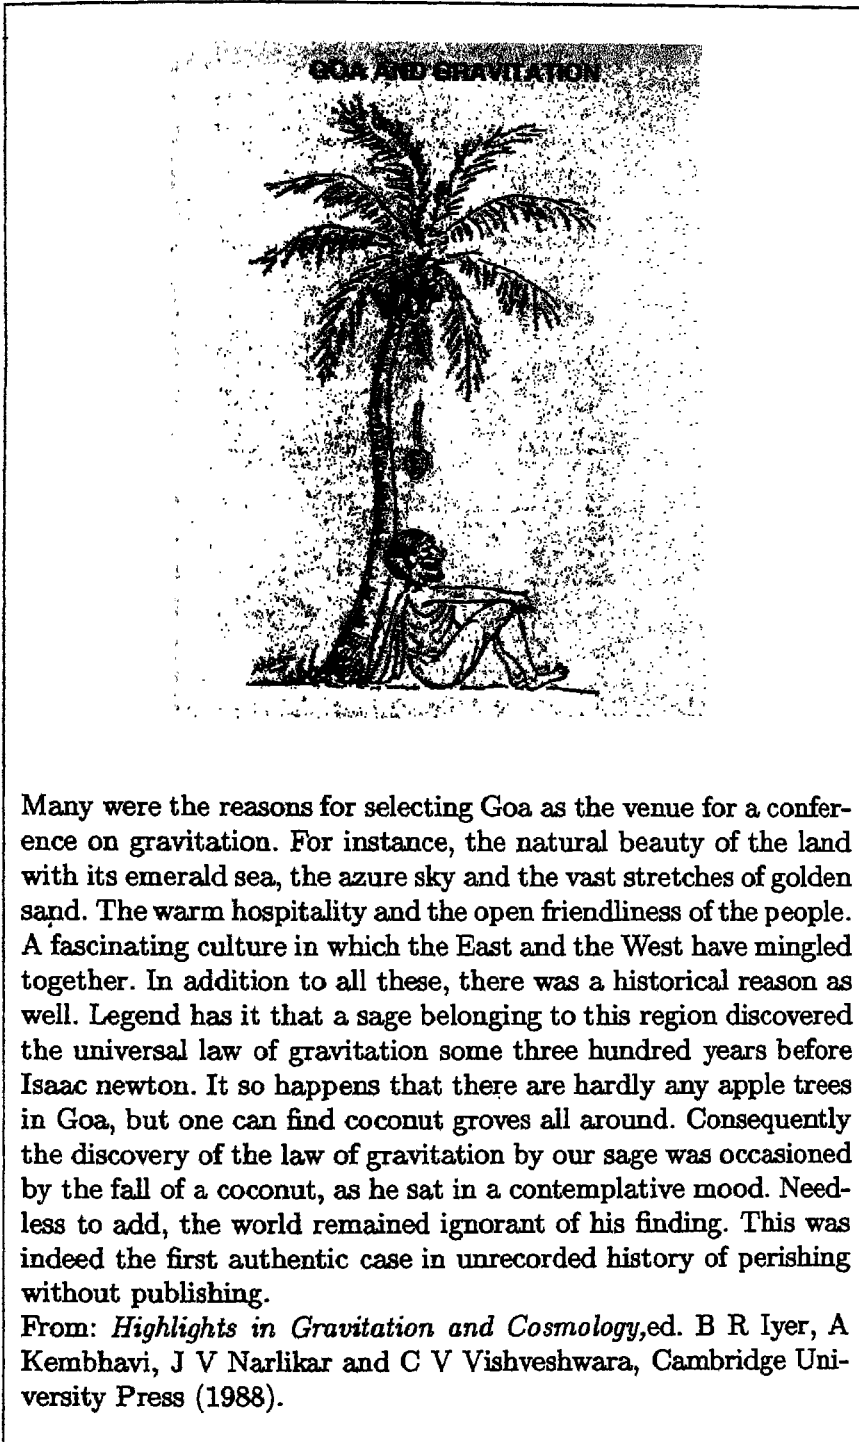 GOA AND GRAVITATION
Many were the reasons for selecting Goa as the venue for a confer-
ence on gravitation. For instance, the natural beauty of the land
with its emerald sea, the azure sky and the vast stretches of golden
sand. The warm hospitality and the open friendliness of the people.
A fascinating culture in which the East and the West have mingled
together. In addition to all these, there was a historical reason as
well. Legend has it that a sage belonging to this region discovered
the universal law of gravitation some three hundred years before
Isaac newton. It so happens that there are hardly any apple trees
in Goa, but one can find coconut groves all around. Consequently
the discovery of the law of gravitation by our sage was occasioned
by the fall of a coconut, as he sat in a contemplative mood. Need-
less to add, the world remained ignorant of his finding. This was
indeed the first authentic case in unrecorded history of perishing
without publishing.
From: Highlights in Gravitation and Cosmology,ed. B R Iyer, A
Kembhavi, J V Narlikar and C V Vishveshwara, Cambridge Uni-
versity Press (1988).